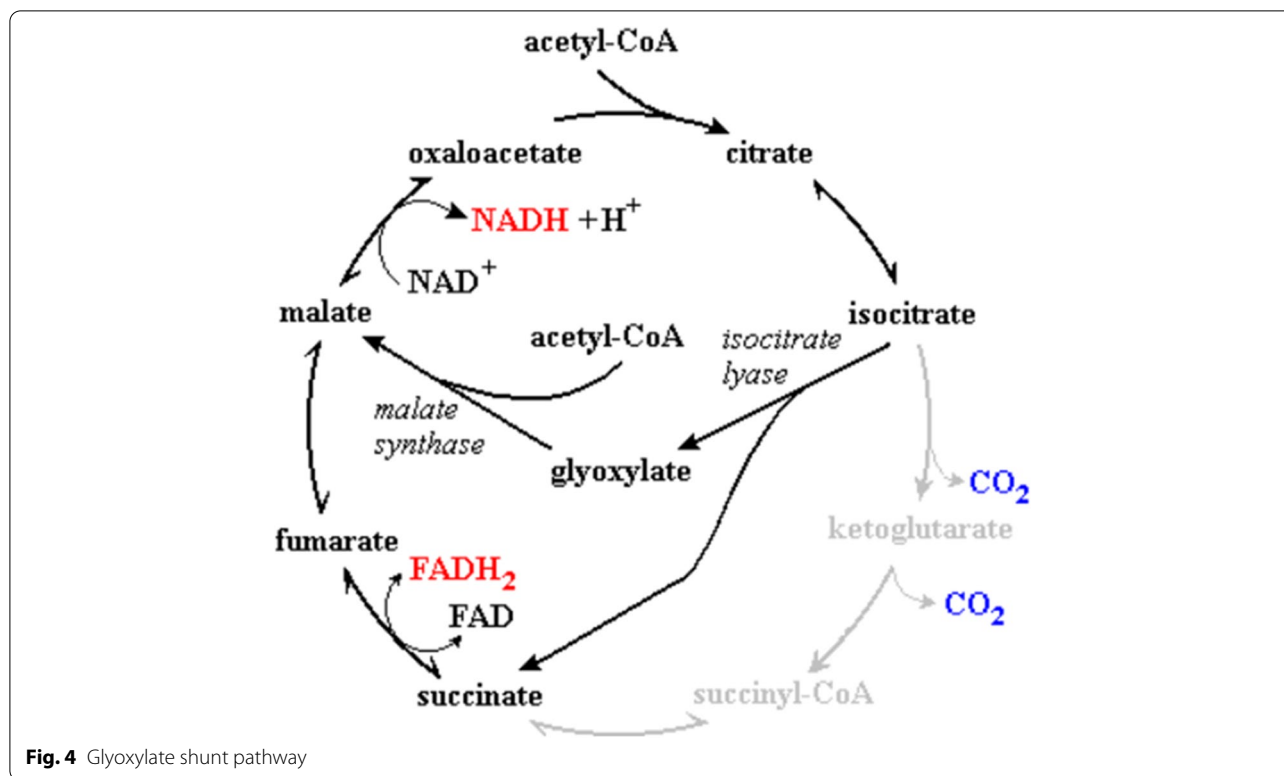 acetyl-CoA
oxaloacetate
citrate
NADH + H⁺
NAD⁺
malate
isocitrate
acetyl-CoA
isocitrate
lyase
malate
synthase
glyoxylate
CO₂
ketoglutarate
fumarate
FADH₂
FAD
CO₂
succinate
succinyl-CoA
Fig. 4 Glyoxylate shunt pathway